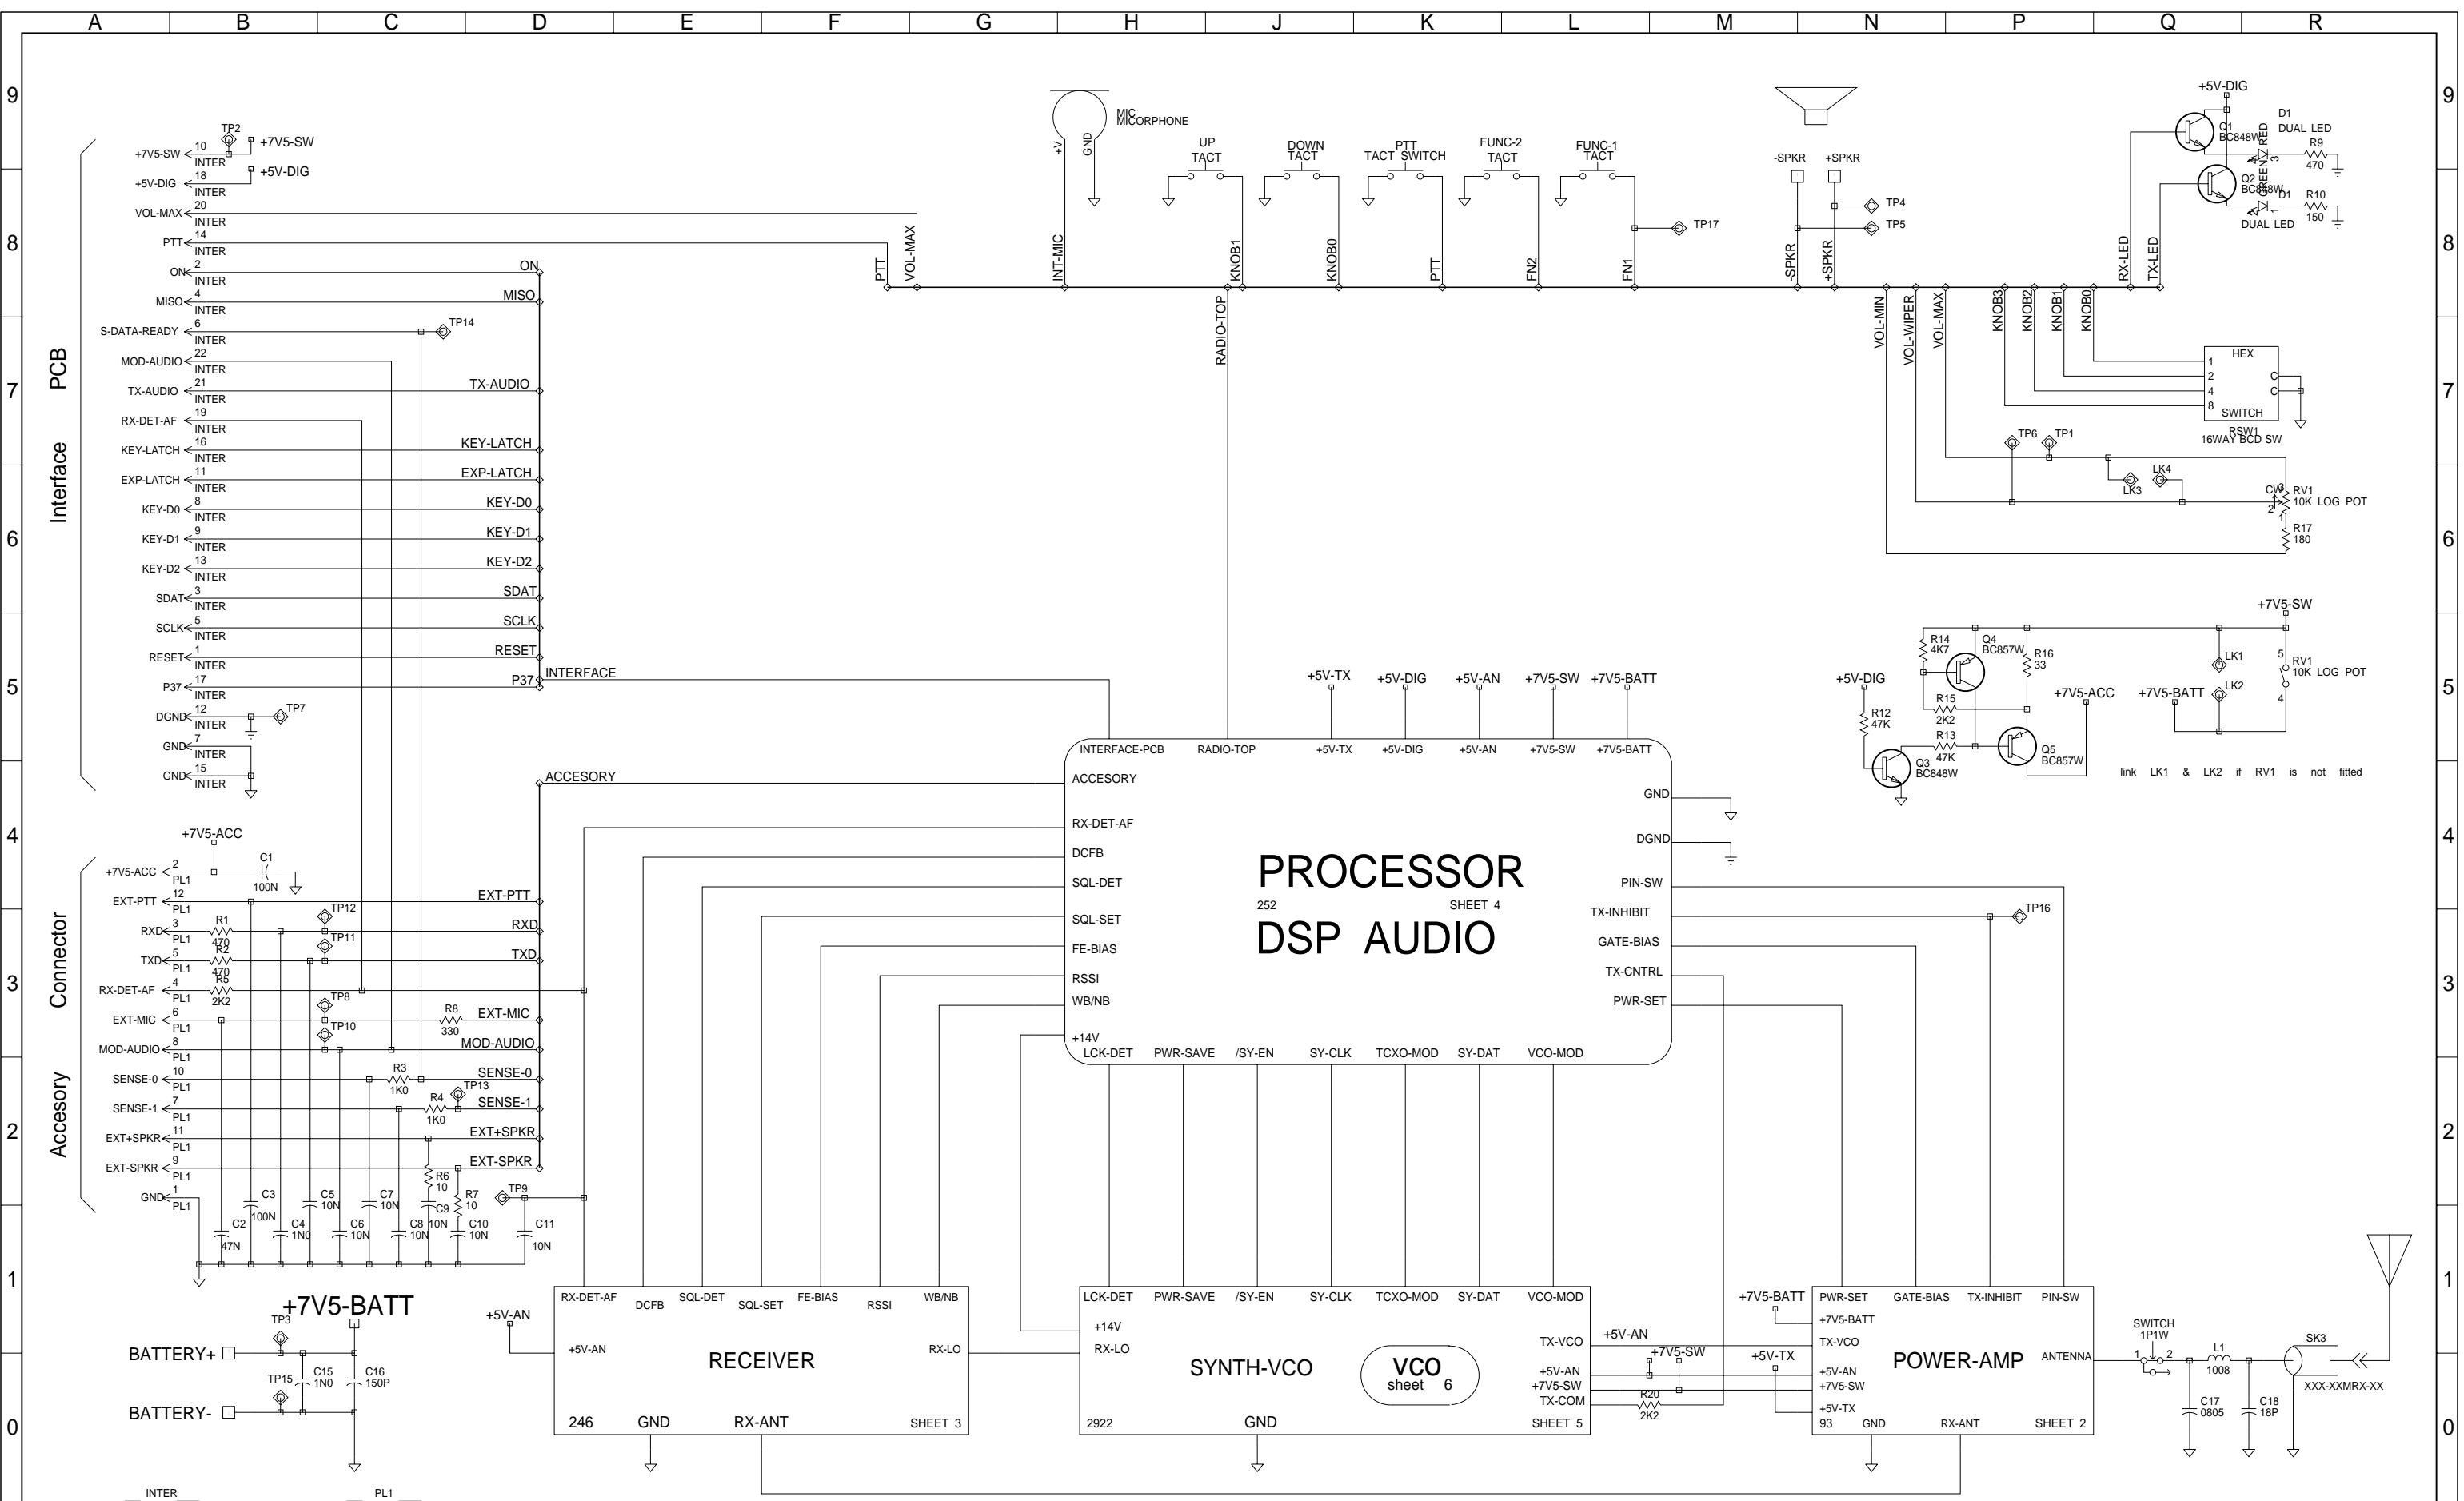 A B C D E F G H J K L M N P Q R
9 9
8 8
7 7
6 6
5 5
4 4
3 3
2 2
1 1
0 0
Interface PCB
+7V5-SW 10 INTER TP2 +7V5-SW
+5V-DIG 18 INTER +5V-DIG
VOL-MAX 20 INTER
PTT 14 INTER
ON 2 INTER ON
MISO 4 INTER MISO
S-DATA-READY 6 INTER TP14
MOD-AUDIO 22 INTER
TX-AUDIO 21 INTER TX-AUDIO
RX-DET-AF 19 INTER
KEY-LATCH 16 INTER KEY-LATCH
EXP-LATCH 11 INTER EXP-LATCH
KEY-D0 8 INTER KEY-D0
KEY-D1 9 INTER KEY-D1
KEY-D2 13 INTER KEY-D2
SDAT 3 INTER SDAT
SCLK 5 INTER SCLK
RESET 1 INTER RESET
P37 17 INTER P37 INTERFACE
DGND 12 INTER TP7
GND 7 INTER
GND 15 INTER
ACCESORY
Accesory Connector
+7V5-ACC
+7V5-ACC 2 PL1 C1 100N
EXT-PTT 12 PL1 EXT-PTT
RXD 3 PL1 R1 470 TP12 RXD
TXD 5 PL1 R2 470 TP11 TXD
RX-DET-AF 4 PL1 R5 2K2
EXT-MIC 6 PL1 TP8 R8 330 EXT-MIC
MOD-AUDIO 8 PL1 TP10 MOD-AUDIO
SENSE-0 10 PL1 R3 1K0 SENSE-0
SENSE-1 7 PL1 R4 1K0 TP13 SENSE-1
EXT+SPKR 11 PL1 EXT+SPKR
EXT-SPKR 9 PL1 EXT-SPKR
GND 1 PL1
R6 10
R7 10
TP9
C2 47N
C3 100N
C4 1N0
C5 10N
C6 10N
C7 10N
C8 10N
C9 10N
C10 10N
C11 10N
+7V5-BATT
BATTERY+ TP3
BATTERY- TP15
C15 1N0
C16 150P
INTER
PL1
MIC
MICORPHONE
+V GND
UP TACT
DOWN TACT
PTT TACT SWITCH
FUNC-2 TACT
FUNC-1 TACT
TP17
-SPKR +SPKR
TP4
TP5
PTT VOL-MAX INT-MIC KNOB1 KNOB0 PTT FN2 FN1 -SPKR +SPKR RX-LED TX-LED
RADIO-TOP
VOL-MIN VOL-WIPER VOL-MAX KNOB3 KNOB2 KNOB1 KNOB0
+5V-DIG
Q1 BC848W
Q2 BC848W
RED
GREEN
D1 DUAL LED
4 3
R9 470
D1 DUAL LED
2 1
R10 150
HEX
1
2 C
4 C
8
SWITCH
RSW1
16WAY BCD SW
TP6 TP1
LK3 LK4
CW 3 2 1
RV1 10K LOG POT
R17 180
+7V5-SW
R14 4K7
Q4 BC857W
R16 33
LK1
LK2
5 4
RV1 10K LOG POT
+5V-DIG
R12 47K
R15 2K2
R13 47K
+7V5-ACC
+7V5-BATT
Q3 BC848W
Q5 BC857W
link LK1 & LK2 if RV1 is not fitted
+5V-TX +5V-DIG +5V-AN +7V5-SW +7V5-BATT
INTERFACE-PCB RADIO-TOP +5V-TX +5V-DIG +5V-AN +7V5-SW +7V5-BATT
ACCESORY
RX-DET-AF
DCFB
SQL-DET
SQL-SET
FE-BIAS
RSSI
WB/NB
+14V
GND
DGND
PIN-SW
TX-INHIBIT TP16
GATE-BIAS
TX-CNTRL
PWR-SET
PROCESSOR
252 SHEET 4
DSP AUDIO
LCK-DET PWR-SAVE /SY-EN SY-CLK TCXO-MOD SY-DAT VCO-MOD
+5V-AN
RX-DET-AF DCFB SQL-DET SQL-SET FE-BIAS RSSI WB/NB
+5V-AN RX-LO
RECEIVER
246 GND RX-ANT SHEET 3
LCK-DET PWR-SAVE /SY-EN SY-CLK TCXO-MOD SY-DAT VCO-MOD
+14V
RX-LO
SYNTH-VCO
VCO
sheet 6
TX-VCO
+5V-AN
+7V5-SW
TX-COM
2922 GND SHEET 5
+5V-AN
+7V5-SW
R20 2K2
+7V5-BATT
+5V-TX
PWR-SET GATE-BIAS TX-INHIBIT PIN-SW
+7V5-BATT
TX-VCO
+5V-AN
+7V5-SW
+5V-TX
POWER-AMP
ANTENNA
93 GND RX-ANT SHEET 2
SWITCH
1P1W
1 2
L1 1008
C17 0805
C18 18P
SK3
XXX-XXMRX-XX